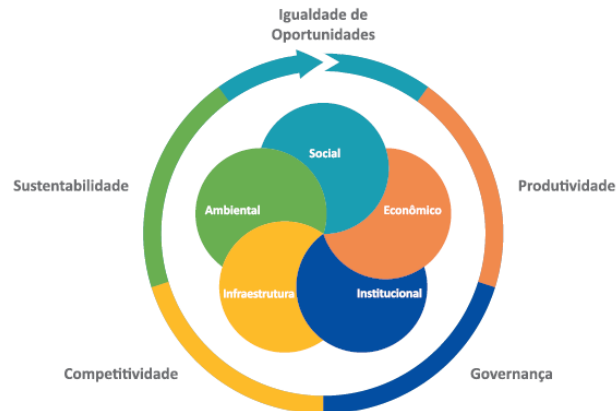 Igualdade de
Oportunidades
Social
Sustentabilidade
Ambiental
Econômico
Produtividade
Infraestrutura
Institucional
Competitividade
Governança